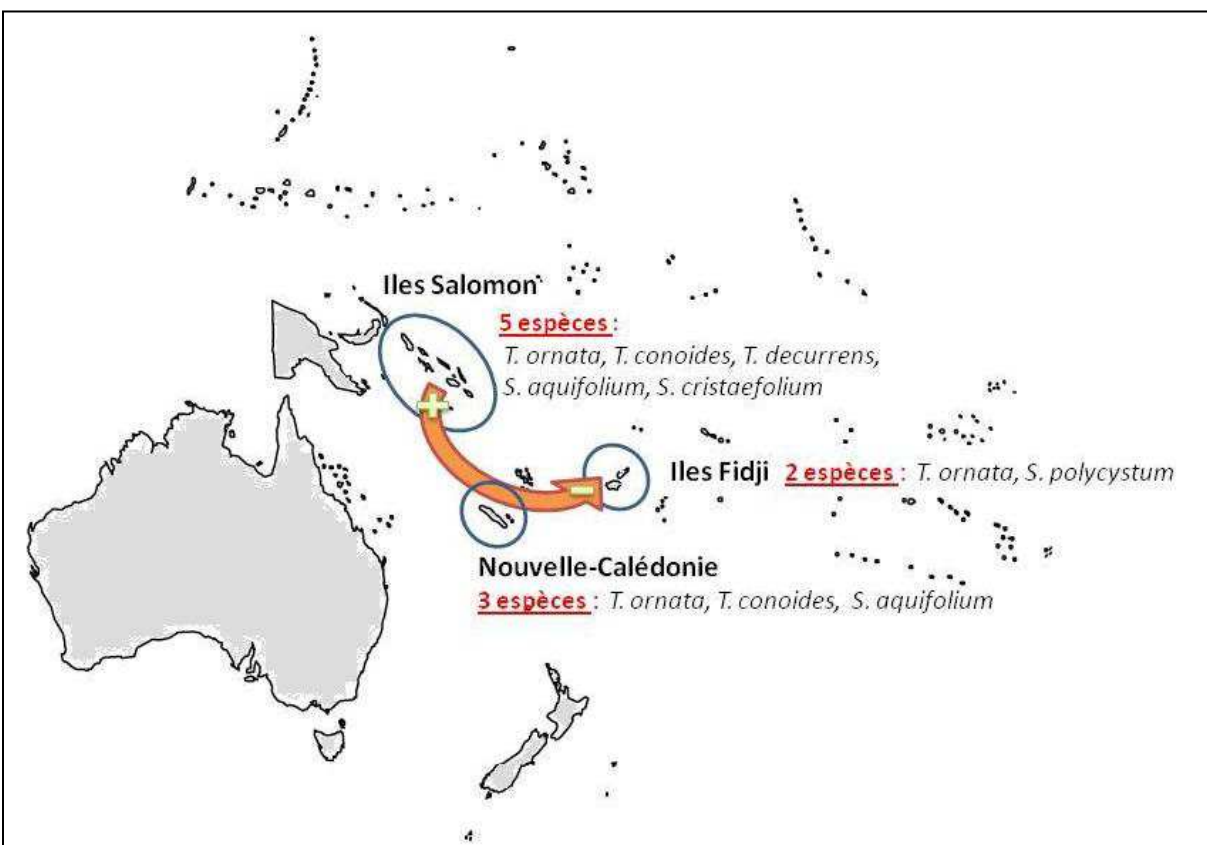 Iles Salomon
5 espèces :
T. ornata, T. conoides, T. decurrens,
S. aquifolium, S. cristaefolium
Iles Fidji 2 espèces : T. ornata, S. polycystum
Nouvelle-Calédonie
3 espèces : T. ornata, T. conoides, S. aquifolium